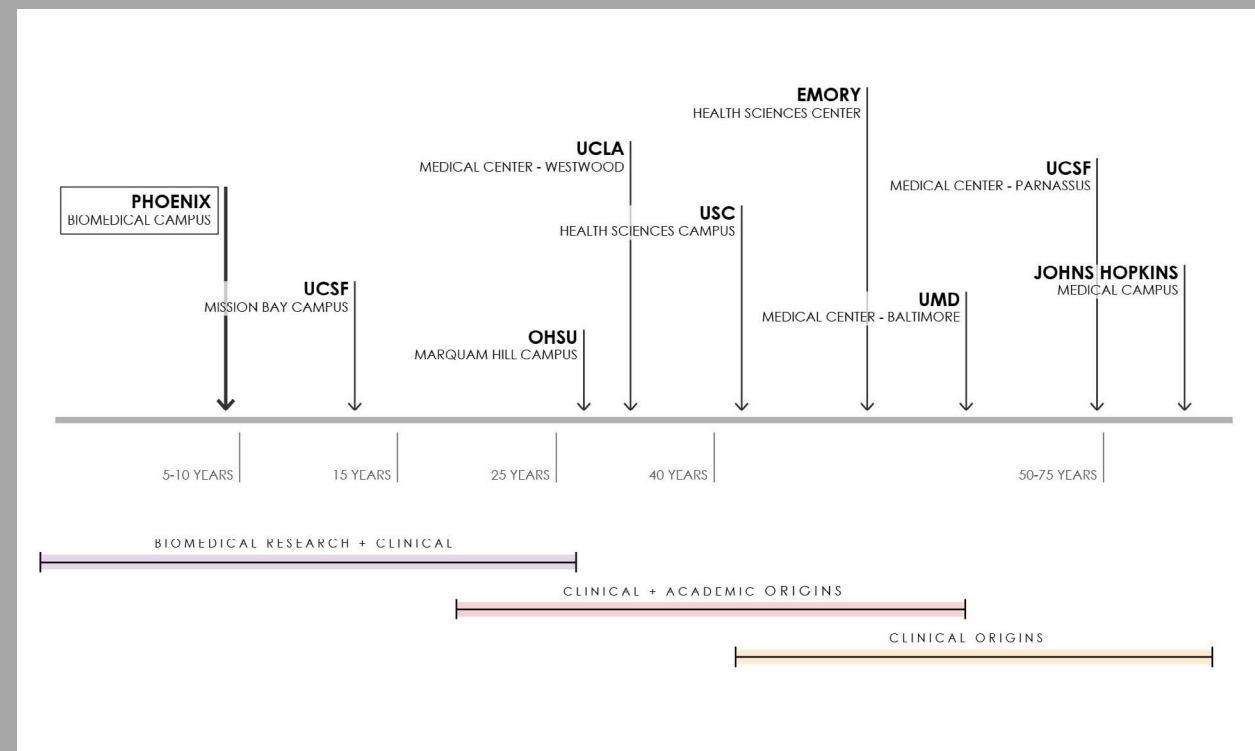 EMORY
HEALTH SCIENCES CENTER
UCLA
MEDICAL CENTER - WESTWOOD
UCSF
MEDICAL CENTER - PARNASSUS
PHOENIX
BIOMEDICAL CAMPUS
USC
HEALTH SCIENCES CAMPUS
JOHNS HOPKINS
MEDICAL CAMPUS
UCSF
MISSION BAY CAMPUS
UMD
MEDICAL CENTER - BALTIMORE
OHSU
MARQUAM HILL CAMPUS
5-10 YEARS
15 YEARS
25 YEARS
40 YEARS
50-75 YEARS
BIOMEDICAL RESEARCH + CLINICAL
CLINICAL + ACADEMIC ORIGINS
CLINICAL ORIGINS